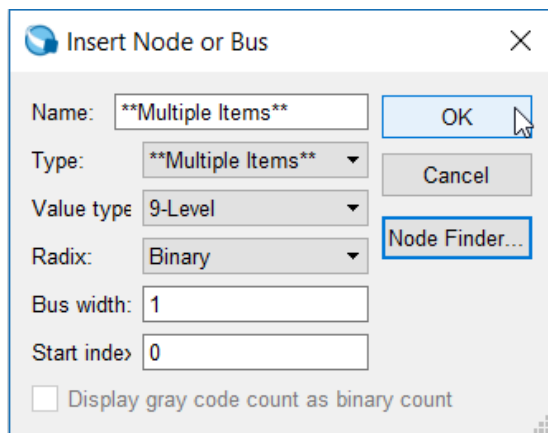 Insert Node or Bus
Name: **Multiple Items**
OK
Type: **Multiple Items**
Cancel
Value type 9-Level
Node Finder...
Radix: Binary
Bus width: 1
Start index 0
Display gray code count as binary count